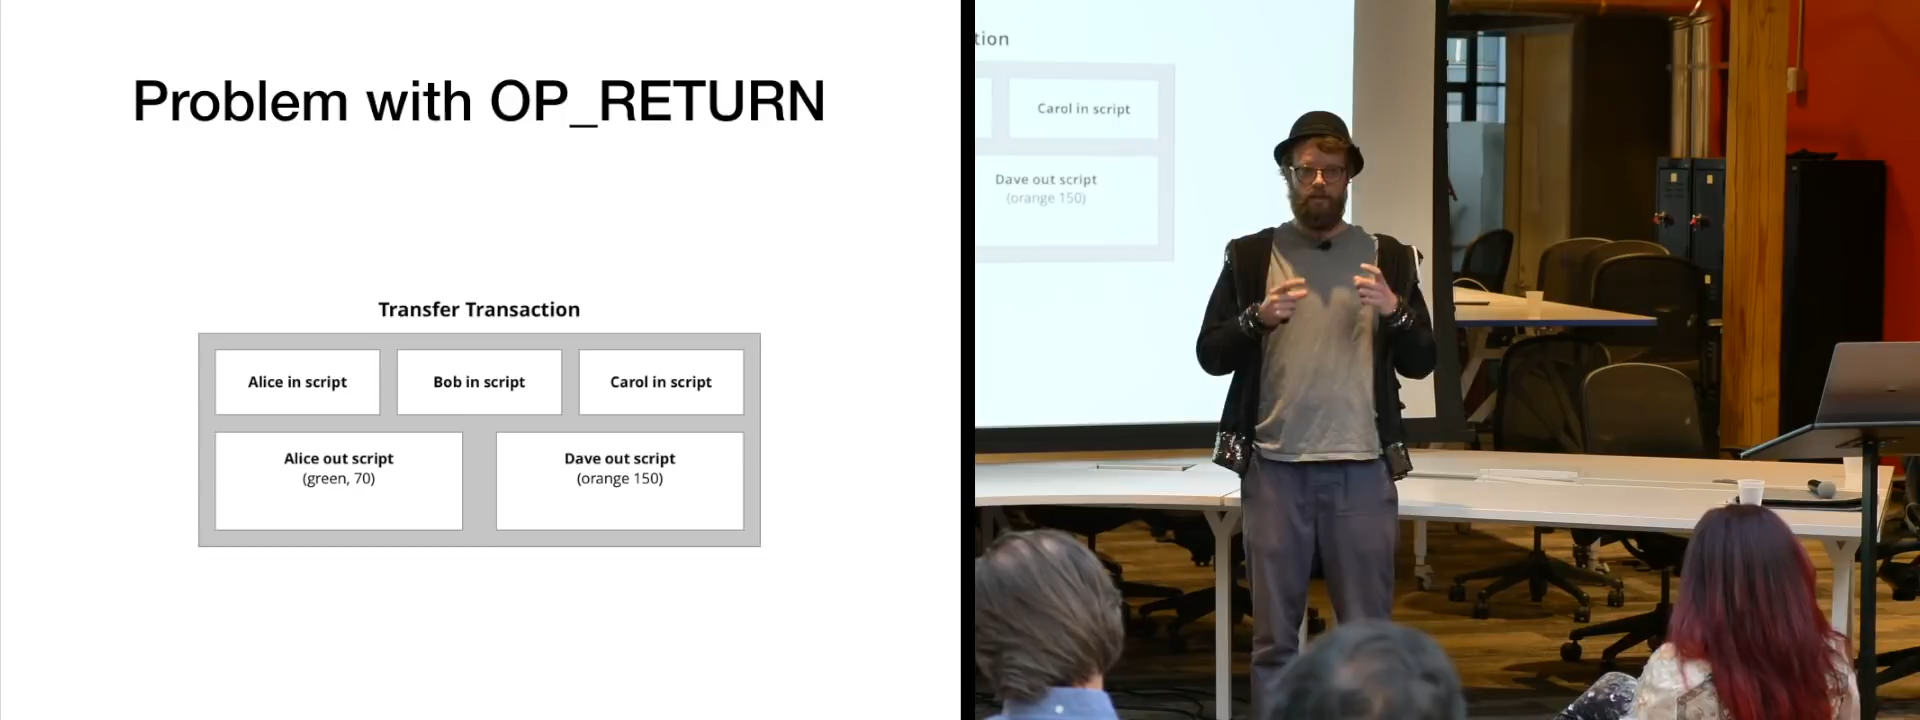 Problem with OP_RETURN
Transfer Transaction
Alice in script
Bob in script
Carol in script
Alice out script
(green, 70)
Dave out script
(orange 150)
tion
Carol in script
Dave out script
(orange 150)